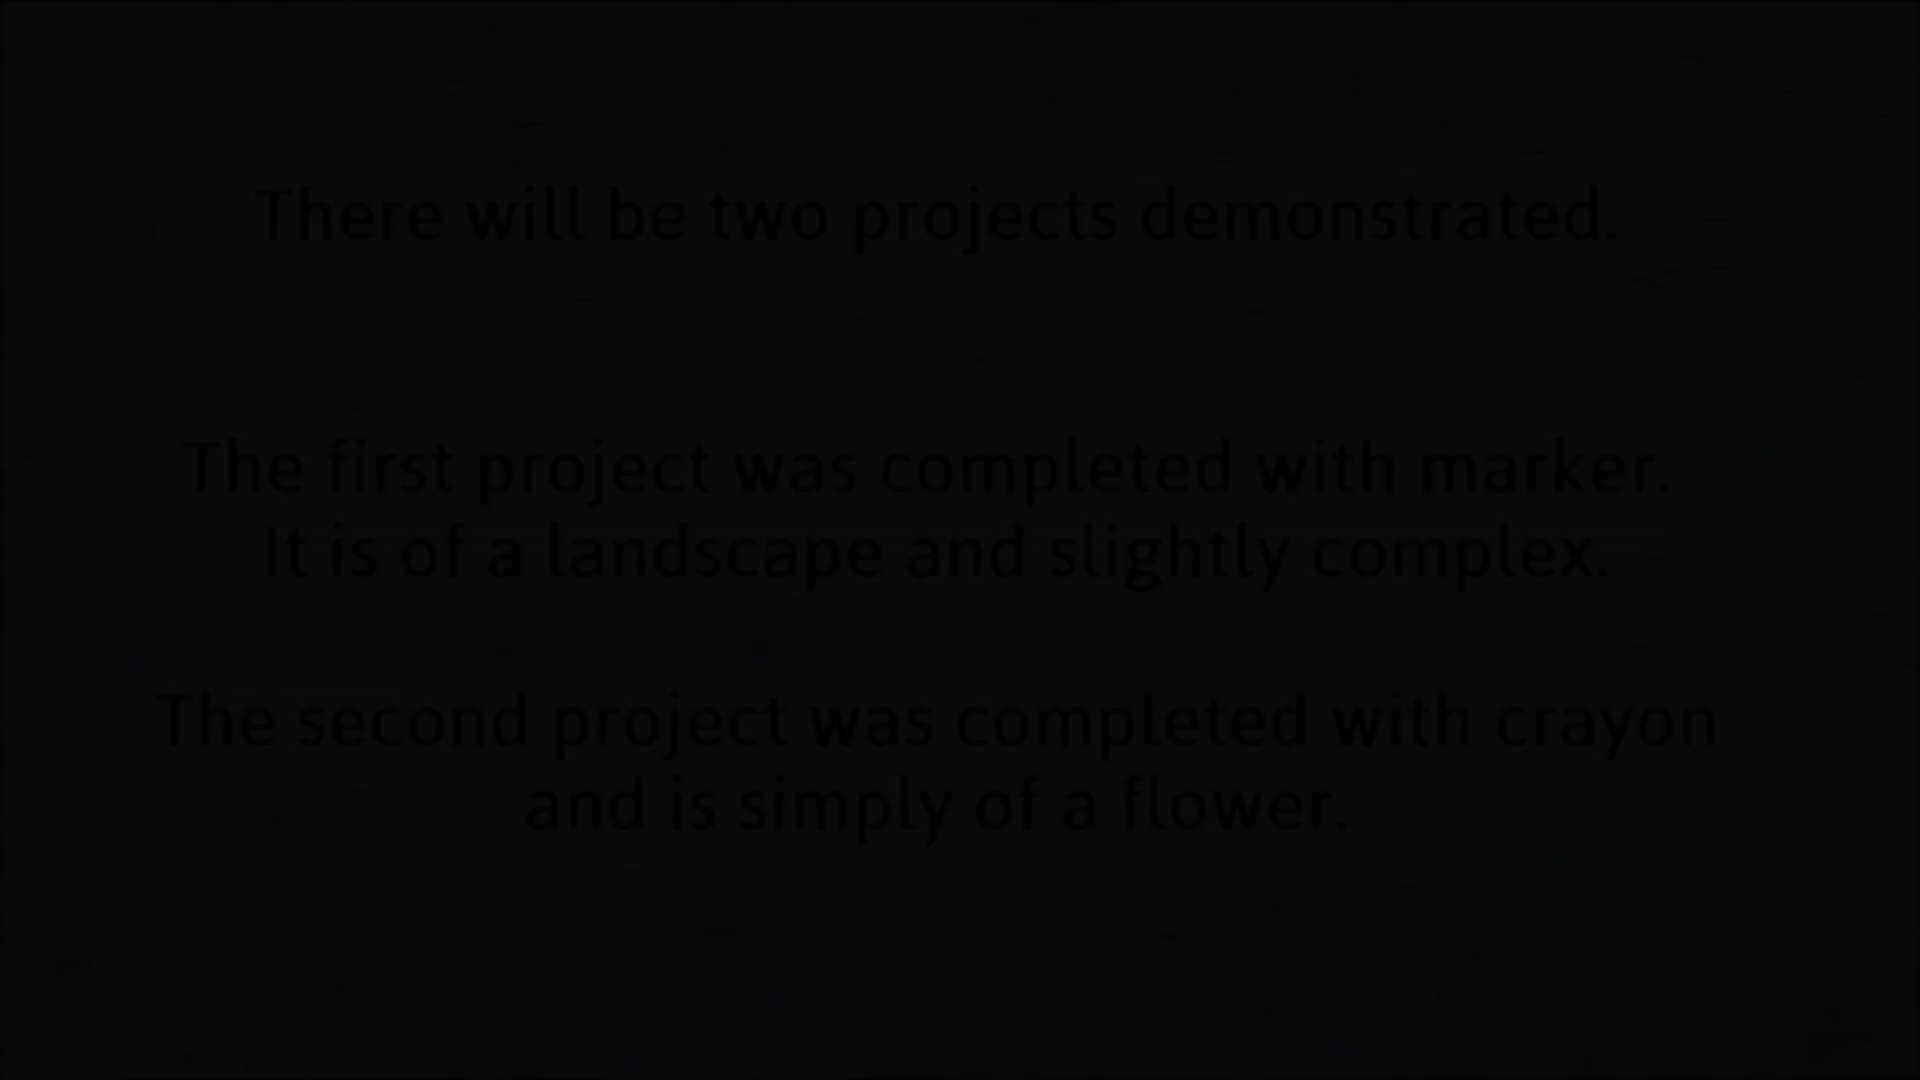 There will be two projects demonstrated.
The first project was completed with marker.
It is of a landscape and slightly complex.
The second project was completed with crayon
and is simply of a flower.